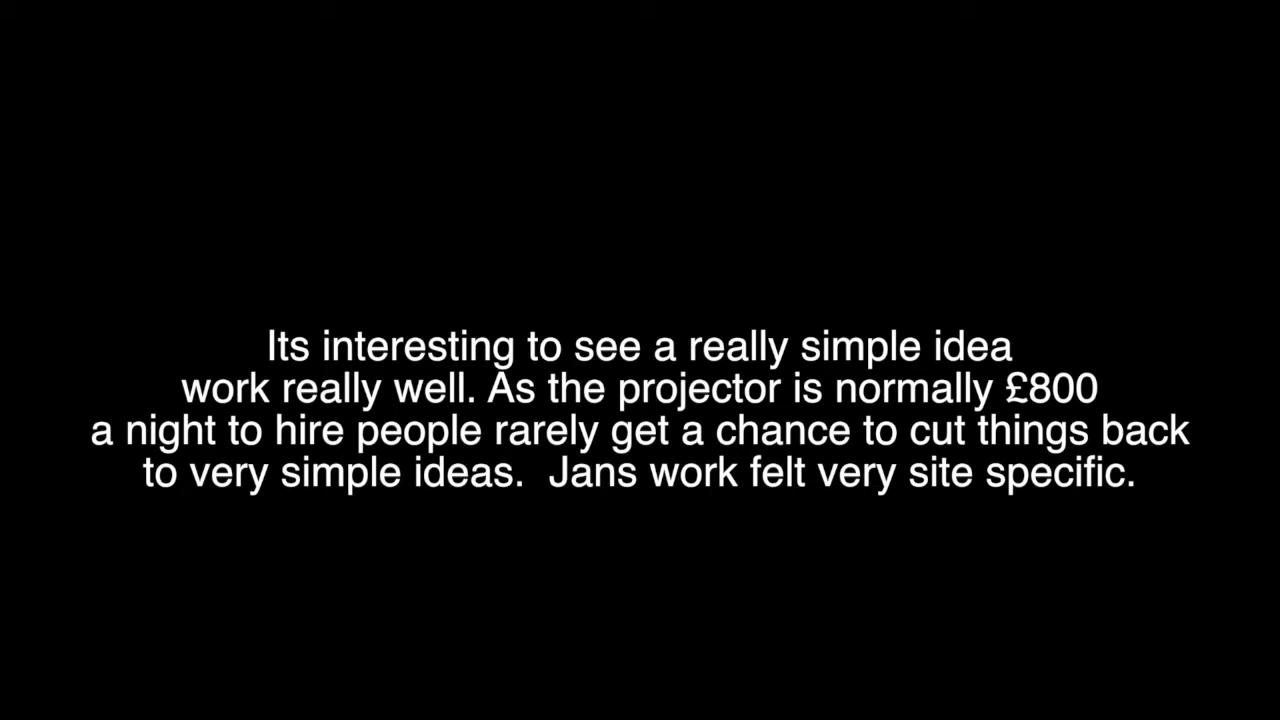 Its interesting to see a really simple idea
work really well. As the projector is normally £800
a night to hire people rarely get a chance to cut things back
to very simple ideas.  Jans work felt very site specific.